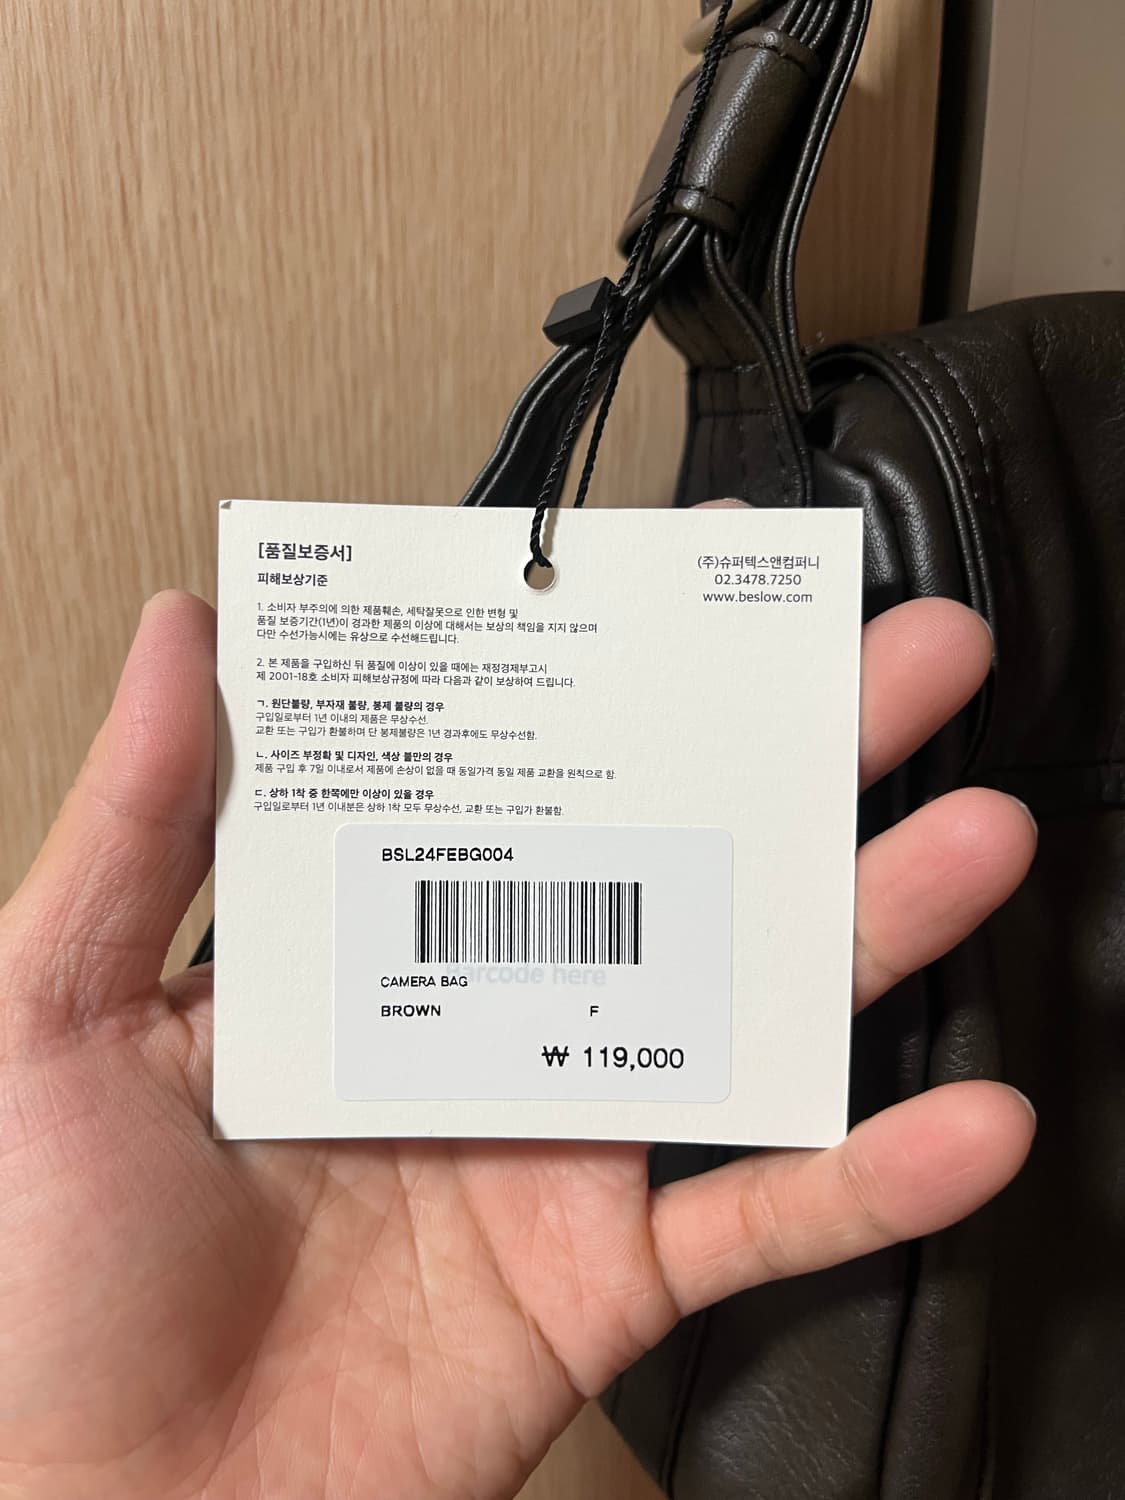 [품질보증서]
피해보상기준
1. 소비자 부주의에 의한 제품훼손, 세탁잘못으로 인한 변형 및
품질 보증기간(1년)이 경과한 제품의 이상에 대해서는 보상의 책임을 지지 않으며
다만 수선가능시에는 유상으로 수선해드립니다.
2. 본 제품을 구입하신 뒤 품질에 이상이 있을 때에는 재정경제부고시
제 2001-18호 소비자 피해보상규정에 따라 다음과 같이 보상하여 드립니다.
ㄱ. 원단불량, 부자재 불량, 봉제 불량의 경우
구입일로부터 1년 이내의 제품은 무상수선.
교환 또는 구입가 환불하며 단 봉제불량은 1년 경과후에도 무상수선함.
ㄴ. 사이즈 부정확 및 디자인, 색상 불만의 경우
제품 구입 후 7일 이내로서 제품에 손상이 없을 때 동일가격 동일 제품 교환을 원칙으로 함.
ㄷ. 상하 1착 중 한쪽에만 이상이 있을 경우
구입일로부터 1년 이내분은 상하 1착 모두 무상수선, 교환 또는 구입가 환불함.
(주)슈퍼텍스앤컴퍼니
02.3478.7250
www.beslow.com
BSL24FEBG004
Barcode here
CAMERA BAG
BROWN F
₩ 119,000